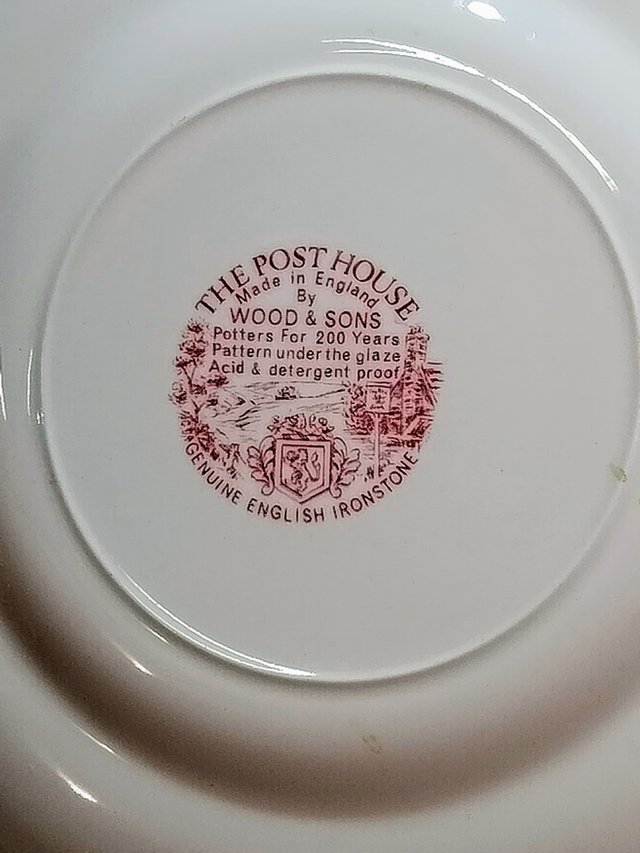 THE POST HOUSE
Made in England
By
WOOD & SONS
Potters For 200 Years
Pattern under the glaze
Acid & detergent proof
GENUINE ENGLISH IRONSTONE